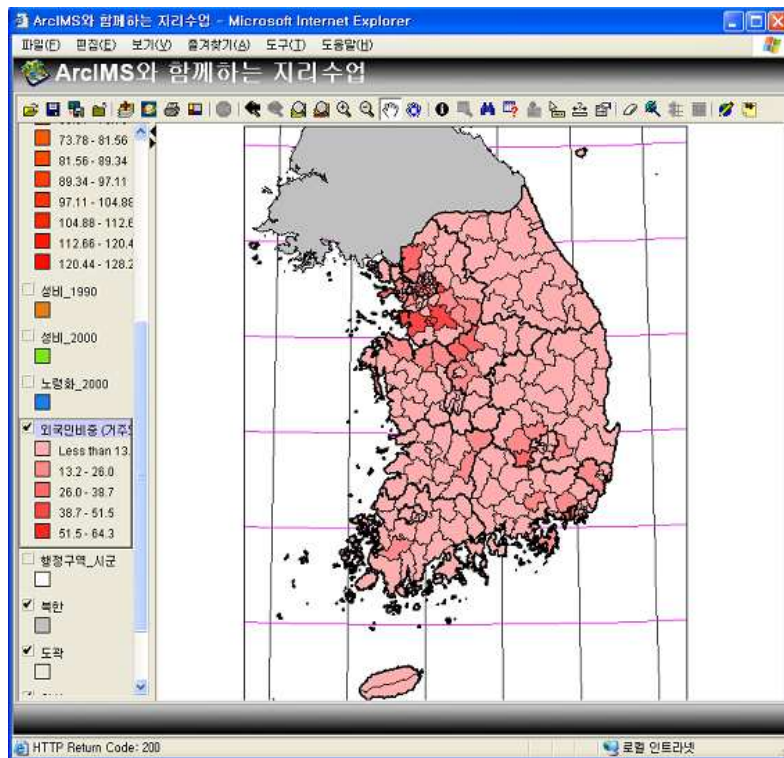 ArcIMS와 함께하는 지리수업 - Microsoft Internet Explorer
파일(F) 편집(E) 보기(V) 즐겨찾기(A) 도구(T) 도움말(H)
ArcIMS와 함께하는 지리수업
73.78 - 81.56
81.56 - 89.34
89.34 - 97.11
97.11 - 104.88
104.88 - 112.6
112.66 - 120.4
120.44 - 128.2
성비_1990
성비_2000
노령화_2000
외국인비중 (거주
Less than 13.
13.2 - 26.0
26.0 - 38.7
38.7 - 51.5
51.5 - 64.3
행정구역_시군
북한
도곽
HTTP Return Code: 200
로컬 인트라넷